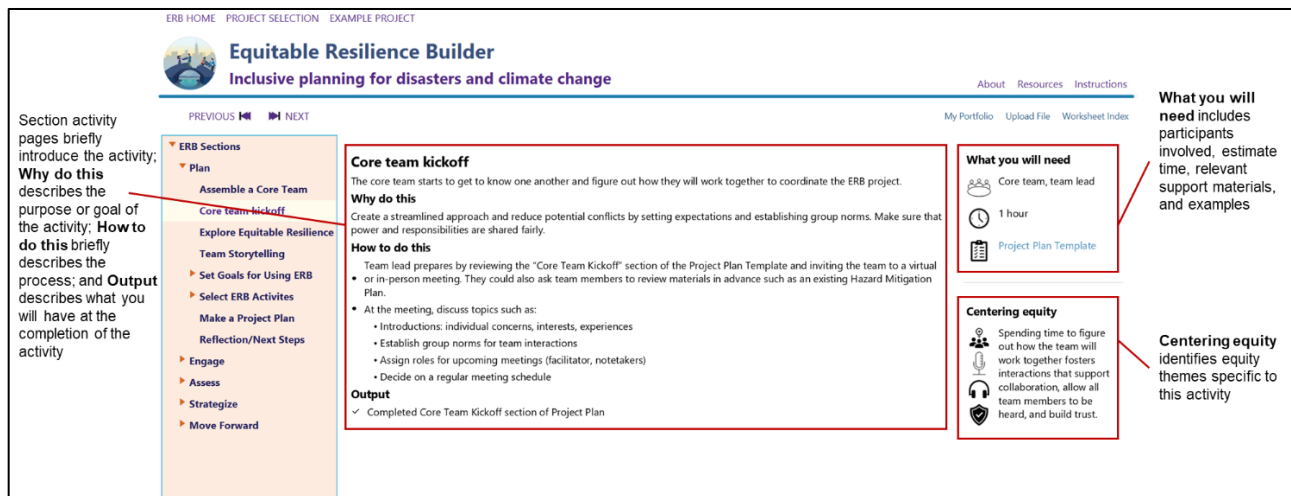 ERB HOME PROJECT SELECTION EXAMPLE PROJECT
Equitable Resilience Builder
Inclusive planning for disasters and climate change
About Resources Instructions
PREVIOUS NEXT
My Portfolio Upload File Worksheet Index
Section activity
pages briefly
introduce the activity;
Why do this
describes the
purpose or goal of
the activity; How to
do this briefly
describes the
process; and Output
describes what you
will have at the
completion of the
activity
ERB Sections
Plan
Assemble a Core Team
Core team kickoff
Explore Equitable Resilience
Team Storytelling
Set Goals for Using ERB
Select ERB Activites
Make a Project Plan
Reflection/Next Steps
Engage
Assess
Strategize
Move Forward
Core team kickoff
The core team starts to get to know one another and figure out how they will work together to coordinate the ERB project.
Why do this
Create a streamlined approach and reduce potential conflicts by setting expectations and establishing group norms. Make sure that
power and responsibilities are shared fairly.
How to do this
Team lead prepares by reviewing the “Core Team Kickoff” section of the Project Plan Template and inviting the team to a virtual
• or in-person meeting. They could also ask team members to review materials in advance such as an existing Hazard Mitigation
Plan.
• At the meeting, discuss topics such as:
• Introductions: individual concerns, interests, experiences
• Establish group norms for team interactions
• Assign roles for upcoming meetings (facilitator, notetakers)
• Decide on a regular meeting schedule
Output
✓ Completed Core Team Kickoff section of Project Plan
What you will need
Core team, team lead
1 hour
Project Plan Template
Centering equity
Spending time to figure
out how the team will
work together fosters
interactions that support
collaboration, allow all
team members to be
heard, and build trust.
What you will
need includes
participants
involved, estimate
time, relevant
support materials,
and examples
Centering equity
identifies equity
themes specific to
this activity